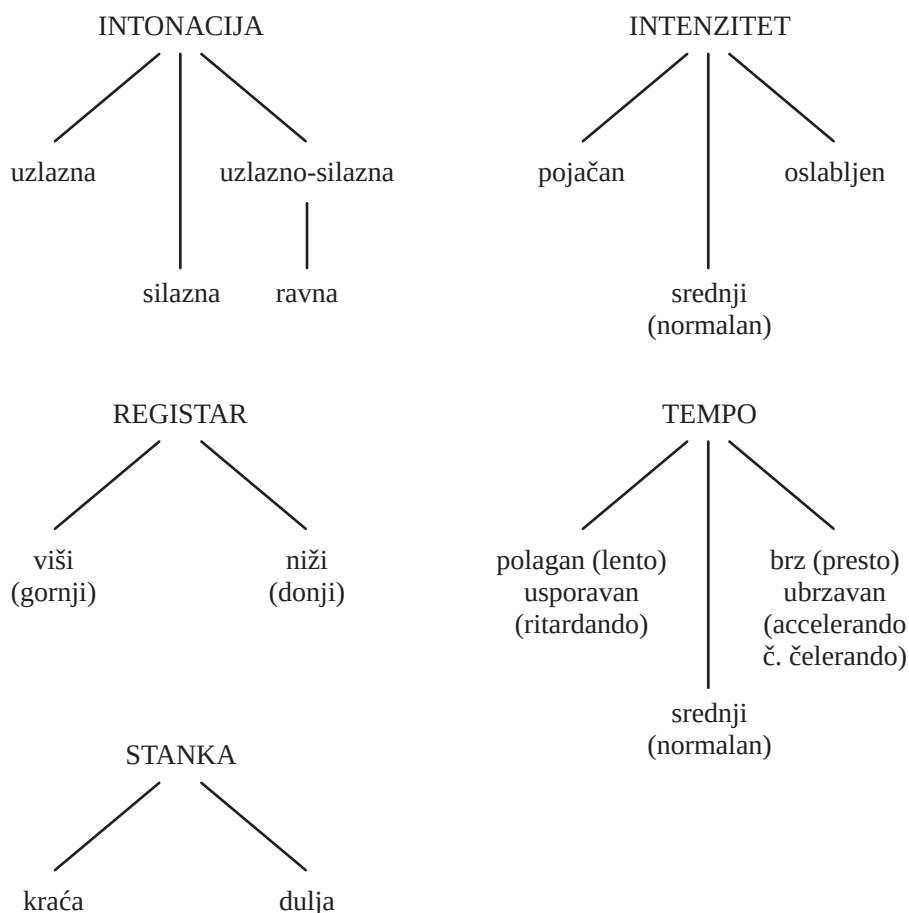 INTONACIJA
uzlazna
uzlazno-silazna
silazna
ravna
INTENZITET
pojačan
oslabljen
srednji
(normalan)
REGISTAR
viši
(gornji)
niži
(donji)
TEMPO
polagan (lento)
usporavan
(ritardando)
brz (presto)
ubrzavan
(accelerando
č. čelerando)
srednji
(normalan)
STANKA
kraća
dulja